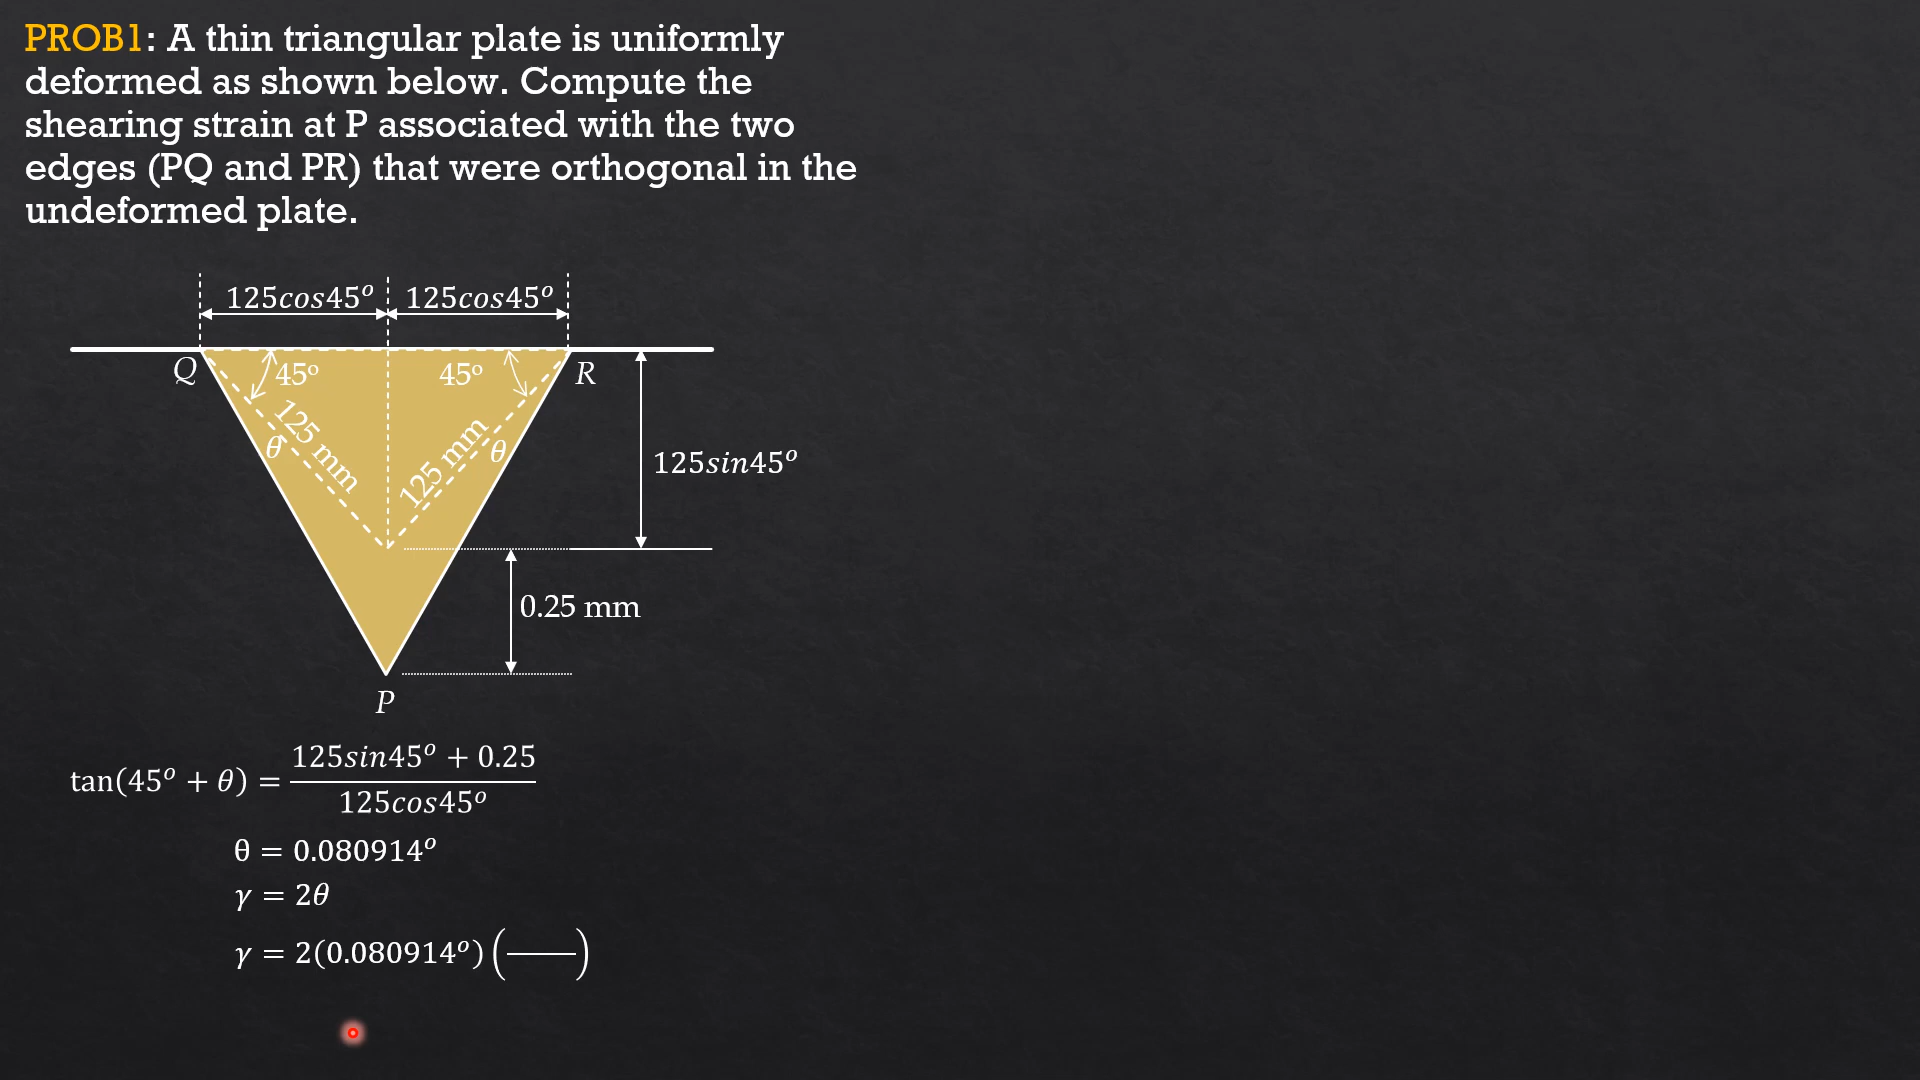 PROB1: A thin triangular plate is uniformly
deformed as shown below. Compute the
shearing strain at P associated with the two
edges (PQ and PR) that were orthogonal in the
undeformed plate.
125cos45° 125cos45°
Q 45° 45° R
125 mm 125 mm
θ θ
125sin45°
0.25 mm
P
tan(45° + θ) = (125sin45° + 0.25) / (125cos45°)
θ = 0.080914°
γ = 2θ
γ = 2(0.080914°)(——)